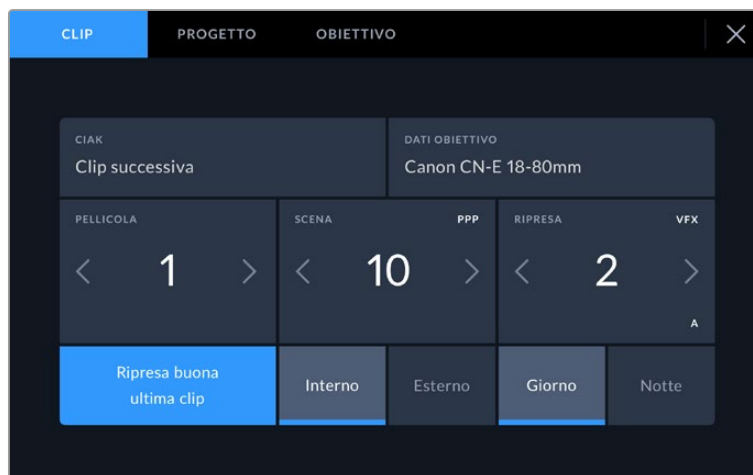 CLIP PROGETTO OBIETTIVO
CIAK DATI OBIETTIVO
Clip successiva Canon CN-E 18-80mm
PELLICOLA SCENA PPP RIPRESA VFX
1 10 2
A
Ripresa buona
ultima clip
Interno Esterno Giorno Notte